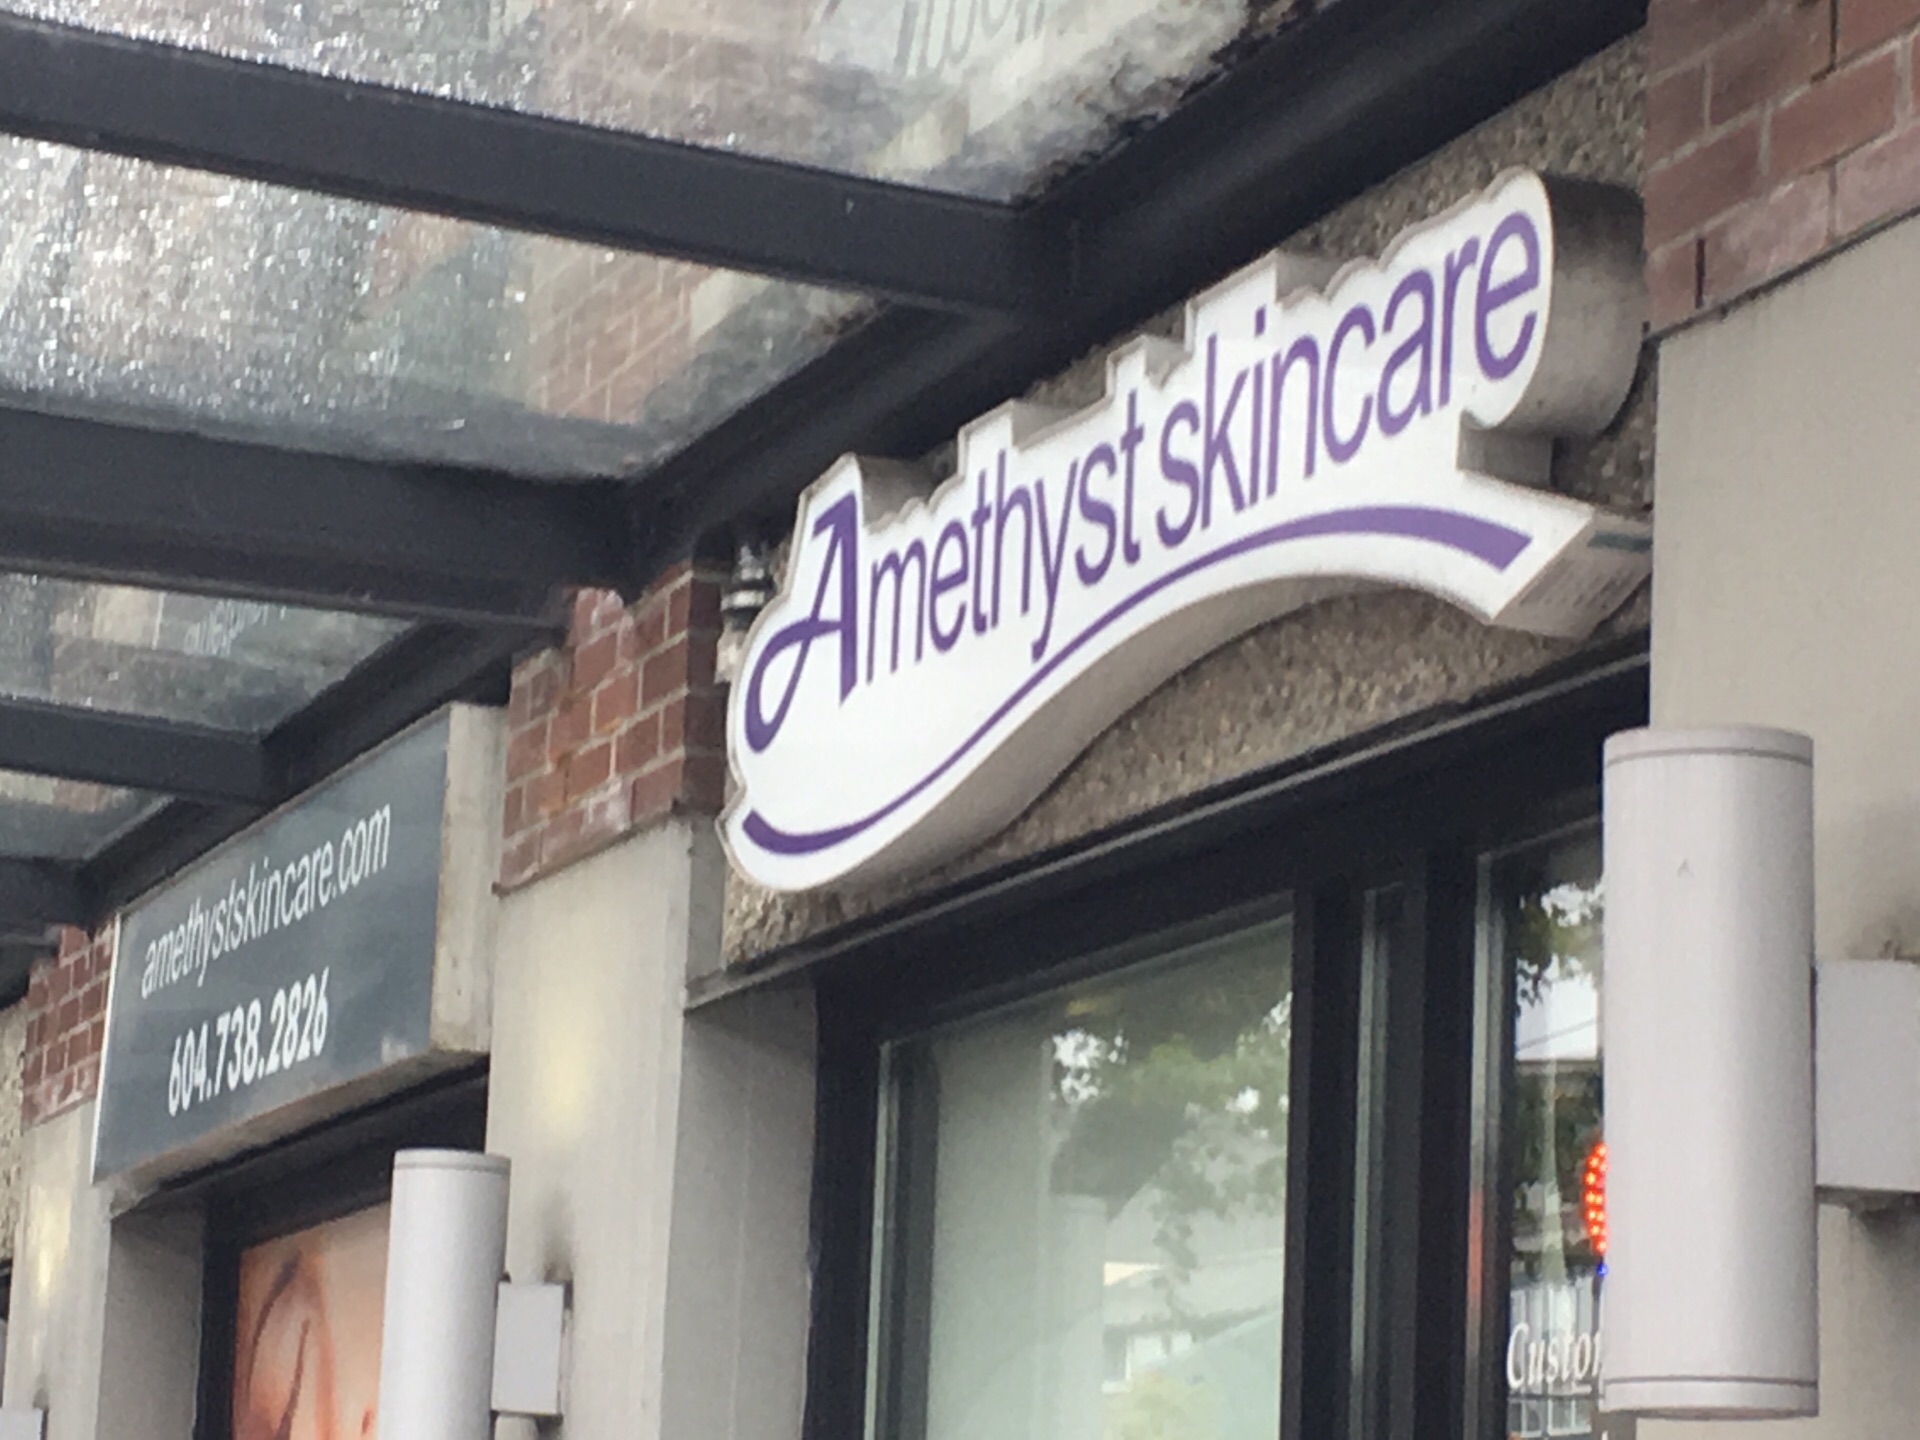 Amethyst skincare
amethystskincare.com
604.738.2826